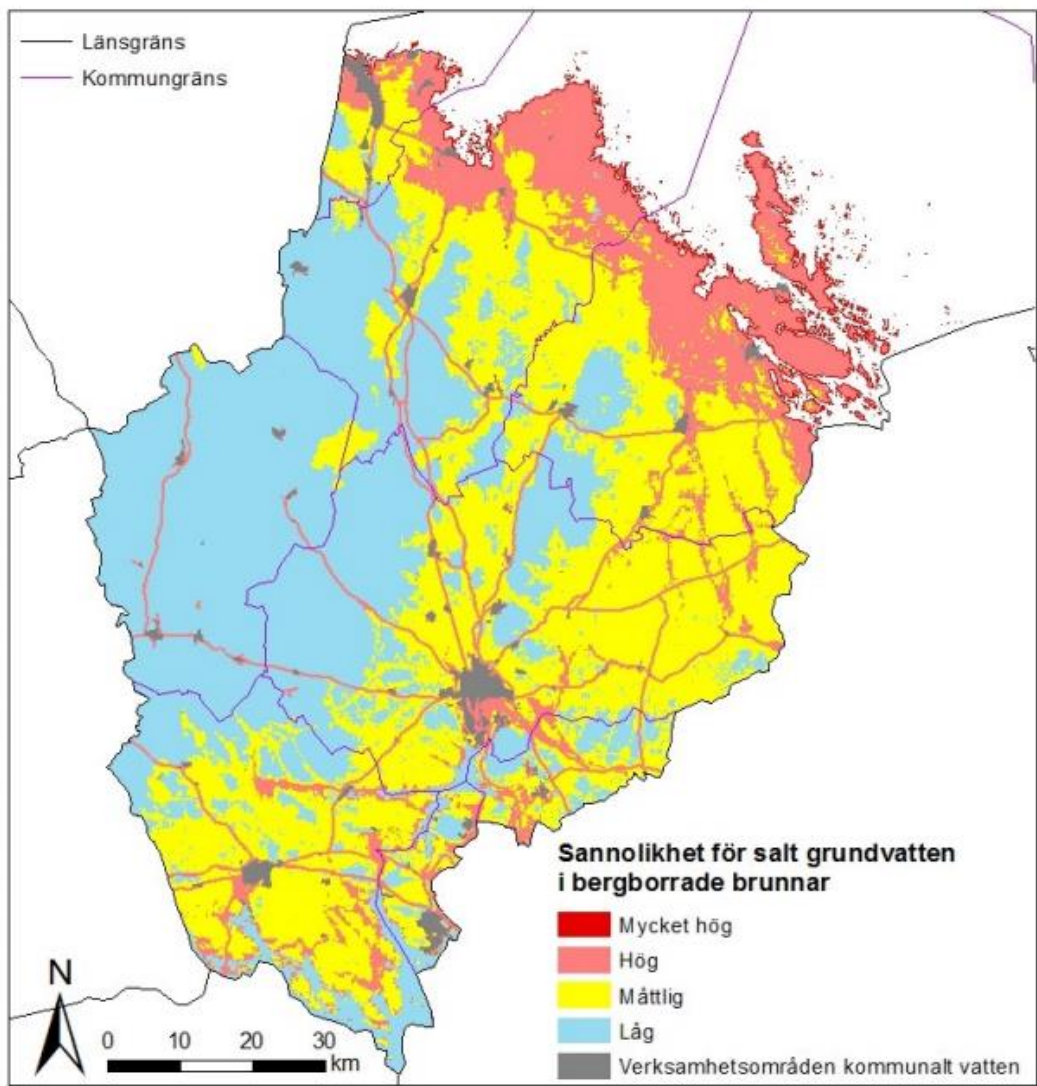 Länsgräns
Kommungräns
Sannolikhet för salt grundvatten
i bergborrade brunnar
Mycket hög
Hög
Måttlig
Låg
Verksamhetsområden kommunalt vatten
N
0 10 20 30
km